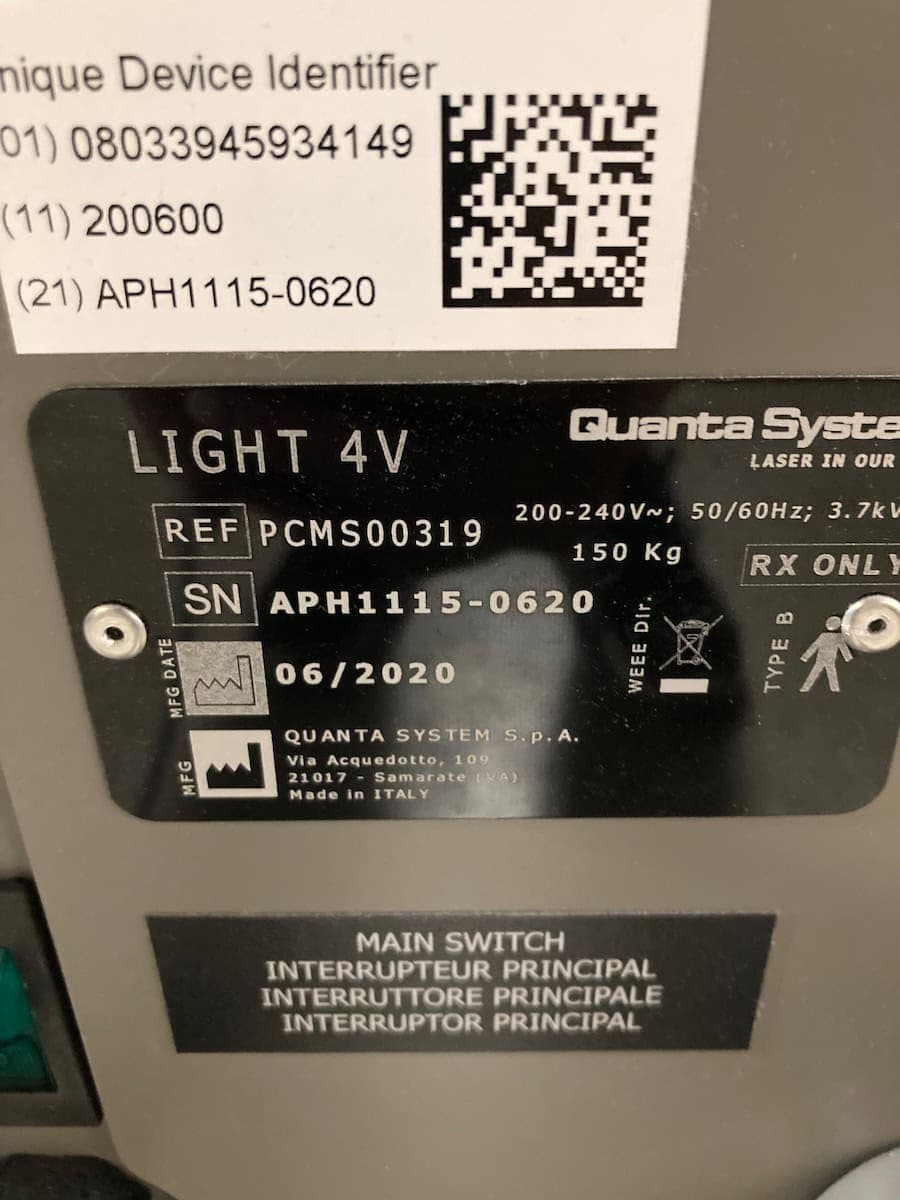 nique Device Identifier
01) 08033945934149
(11) 200600
(21) APH1115-0620
LIGHT 4V
Quanta Syste
LASER IN OUR
REF PCMS00319
200-240V~; 50/60Hz; 3.7kV
150 Kg
RX ONLY
SN APH1115-0620
MFG DATE
06/2020
WEEE Dir.
TYPE B
MFG
QUANTA SYSTEM S.p.A.
Via Acquedotto, 109
21017 - Samarate (VA)
Made in ITALY
MAIN SWITCH
INTERRUPTEUR PRINCIPAL
INTERRUTTORE PRINCIPALE
INTERRUPTOR PRINCIPAL